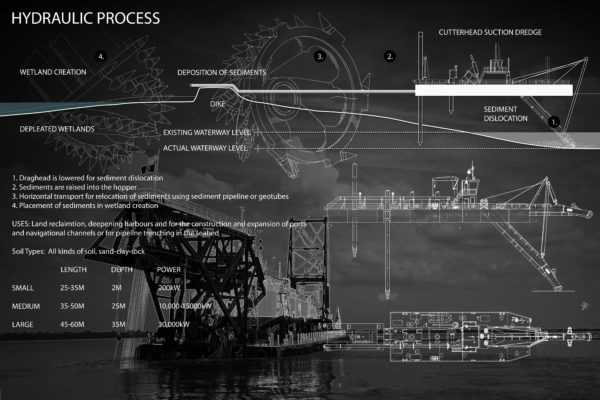 HYDRAULIC PROCESS
CUTTERHEAD SUCTION DREDGE
4.
3.
2.
WETLAND CREATION
DEPOSITION OF SEDIMENTS
DIKE
SEDIMENT
DISLOCATION
1.
DEPLEATED WETLANDS
EXISTING WATERWAY LEVEL
ACTUAL WATERWAY LEVEL
1. Draghead is lowered for sediment dislocation
2. Sediments are raised into the hopper
3. Horizontal transport for relocation of sediments using sediment pipeline or geotubes
4. Placement of sediments in wetland creation
USES: Land reclaimtion, deepening harbours and for the construction and expansion of ports
and navigational channels or for pipeline trenching in the seabed
Soil Types: All kinds of soil, sand-clay-rock
LENGTH DEPTH POWER
SMALL 25-35M 2M 200kW
MEDIUM 35-50M 25M 10,000-15000kW
LARGE 45-60M 35M 30,000kW